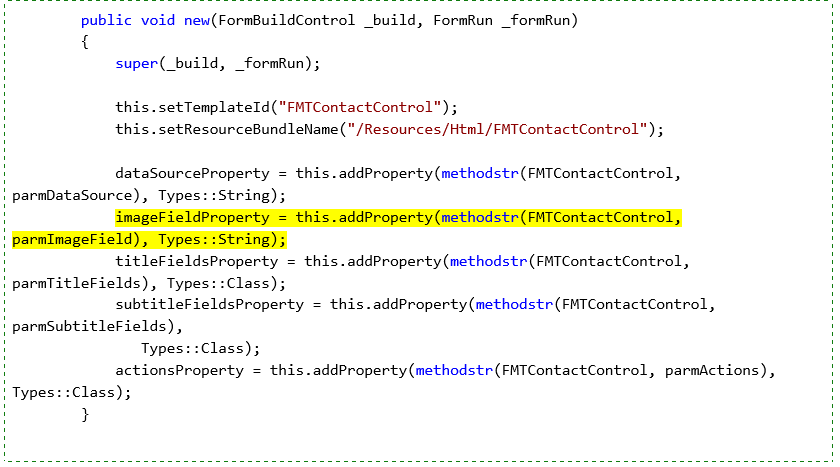 public void new(FormBuildControl _build, FormRun _formRun)
{
super(_build, _formRun);
this.setTemplateId("FMTContactControl");
this.setResourceBundleName("/Resources/Html/FMTContactControl");
dataSourceProperty = this.addProperty(methodstr(FMTContactControl,
parmDataSource), Types::String);
imageFieldProperty = this.addProperty(methodstr(FMTContactControl,
parmImageField), Types::String);
titleFieldsProperty = this.addProperty(methodstr(FMTContactControl,
parmTitleFields), Types::Class);
subtitleFieldsProperty = this.addProperty(methodstr(FMTContactControl,
parmSubtitleFields),
Types::Class);
actionsProperty = this.addProperty(methodstr(FMTContactControl, parmActions),
Types::Class);
}